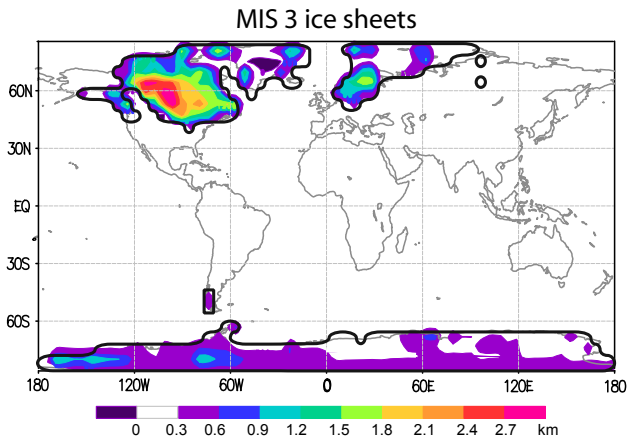 MIS 3 ice sheets
60N
30N
EQ
30S
60S
180 120W 60W 0 60E 120E 180
0 0.3 0.6 0.9 1.2 1.5 1.8 2.1 2.4 2.7 km